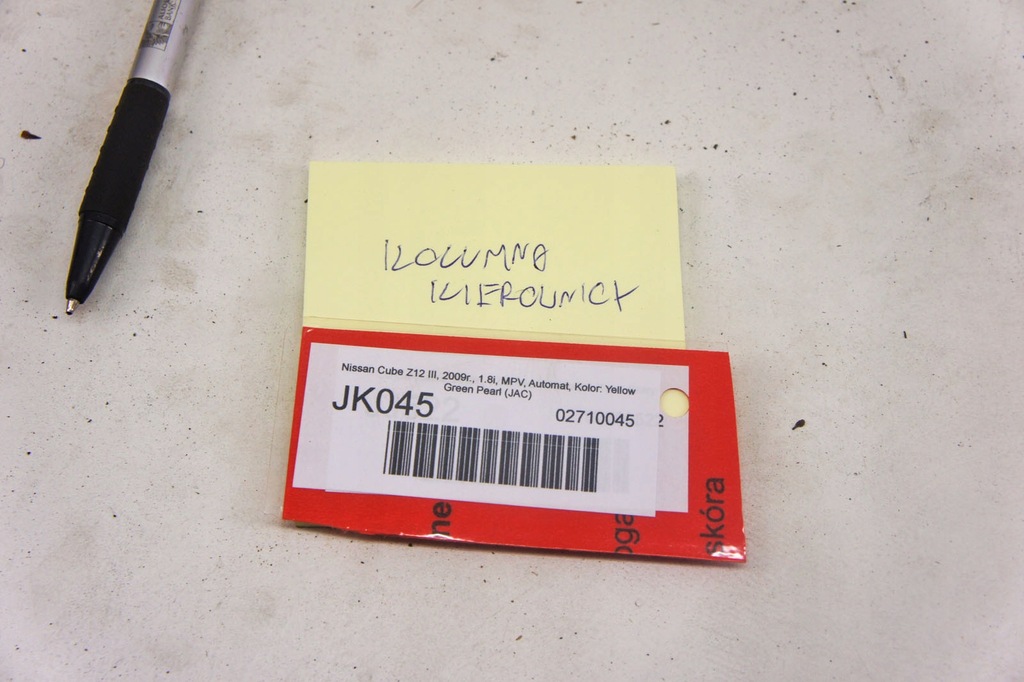 KOLUMNA
KIEROWNICY
Nissan Cube Z12 III, 2009r., 1.8i, MPV, Automat, Kolor: Yellow
Green Pearl (JAC)
JK045
02710045
skóra